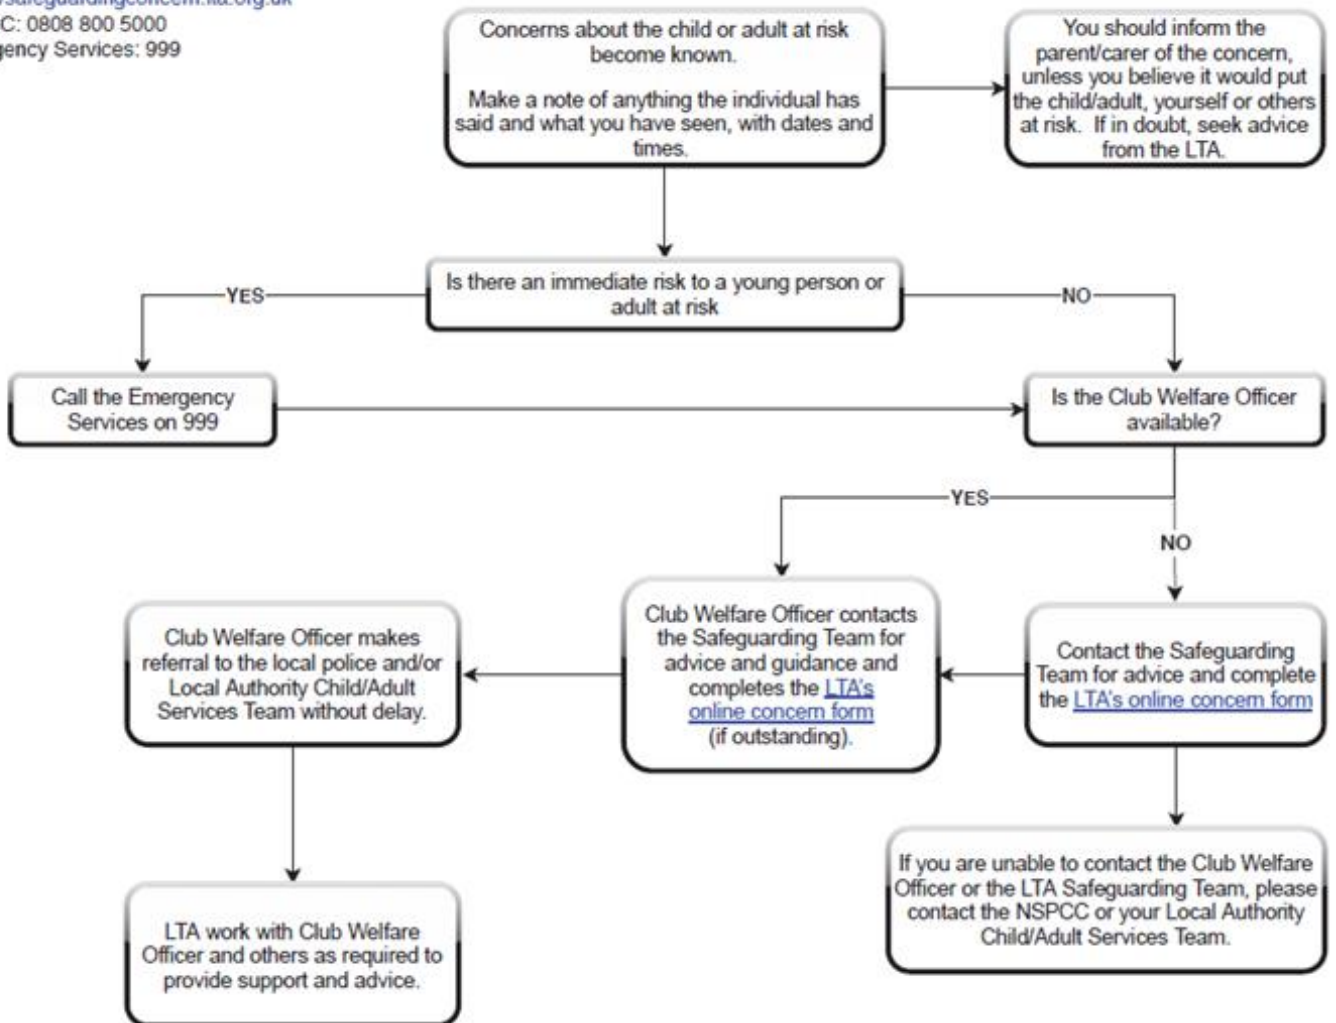 C: 0808 800 5000
Services: 999
Concerns about the child or adult at risk
become known.
Make a note of anything the individual has
said and what you have seen, with dates and
times.
You should inform the
parent/carer of the concern,
unless you believe it would put
the child/adult, yourself or others
at risk. If in doubt, seek advice
from the LTA.
Is there an immediate risk to a young person or
adult at risk
YES
NO
Call the Emergency
Services on 999
Is the Club Welfare Officer
available?
YES
NO
Club Welfare Officer makes
referral to the local police and/or
Local Authority Child/Adult
Services Team without delay.
Club Welfare Officer contacts
the Safeguarding Team for
advice and guidance and
completes the LTA's
online concern form
(if outstanding).
Contact the Safeguarding
Team for advice and complete
the LTA's online concern form
LTA work with Club Welfare
Officer and others as required to
provide support and advice.
If you are unable to contact the Club Welfare
Officer or the LTA Safeguarding Team, please
contact the NSPCC or your Local Authority
Child/Adult Services Team.